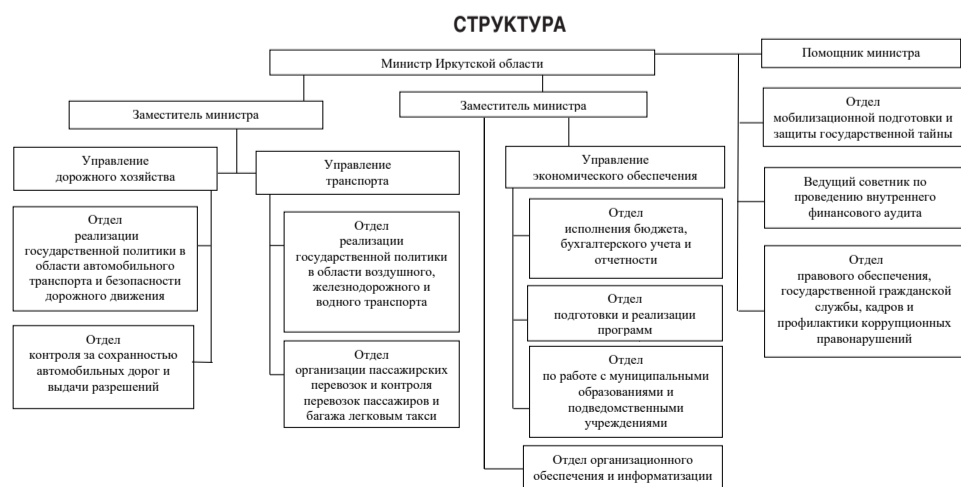 СТРУКТУРА
Министр Иркутской области
Помощник министра
Заместитель министра
Заместитель министра
Отдел
мобилизационной подготовки и
защиты государственной тайны
Управление
дорожного хозяйства
Управление
транспорта
Управление
экономического обеспечения
Ведущий советник по
проведению внутреннего
финансового аудита
Отдел
реализации
государственной политики в
области автомобильного
транспорта и безопасности
дорожного движения
Отдел
реализации
государственной политики
в области воздушного,
железнодорожного и
водного транспорта
Отдел
исполнения бюджета,
бухгалтерского учета и
отчетности
Отдел
правового обеспечения,
государственной гражданской
службы, кадров и
профилактики коррупционных
правонарушений
Отдел
подготовки и реализации
программ
Отдел
контроля за сохранностью
автомобильных дорог и
выдачи разрешений
Отдел
организации пассажирских
перевозок и контроля
перевозок пассажиров и
багажа легковым такси
Отдел
по работе с муниципальными
образованиями и
подведомственными
учреждениями
Отдел организационного
обеспечения и информатизации